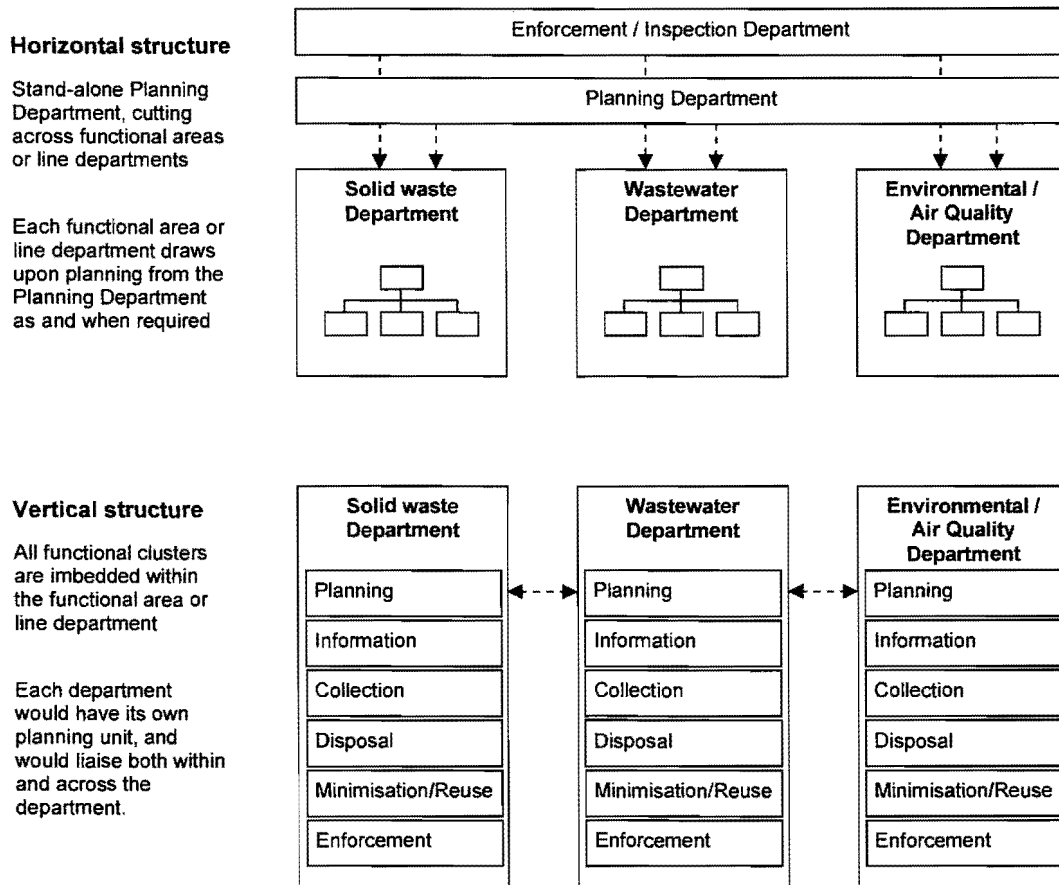 Horizontal structure
Stand-alone Planning
Department, cutting
across functional areas
or line departments
Each functional area or
line department draws
upon planning from the
Planning Department
as and when required
Enforcement / Inspection Department
Planning Department
Solid waste
Department
Wastewater
Department
Environmental /
Air Quality
Department
Vertical structure
All functional clusters
are imbedded within
the functional area or
line department
Each department
would have its own
planning unit, and
would liaise both within
and across the
department.
Solid waste
Department
Planning
Information
Collection
Disposal
Minimisation/Reuse
Enforcement
Wastewater
Department
Planning
Information
Collection
Disposal
Minimisation/Reuse
Enforcement
Environmental /
Air Quality
Department
Planning
Information
Collection
Disposal
Minimisation/Reuse
Enforcement